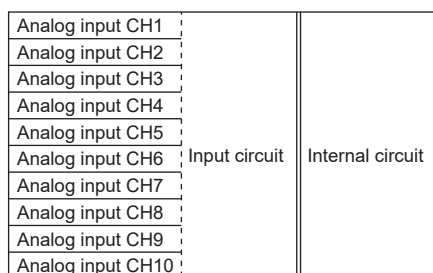 Analog input CH1
Analog input CH2
Analog input CH3
Analog input CH4
Analog input CH5
Analog input CH6
Analog input CH7
Analog input CH8
Analog input CH9
Analog input CH10
Input circuit
Internal circuit